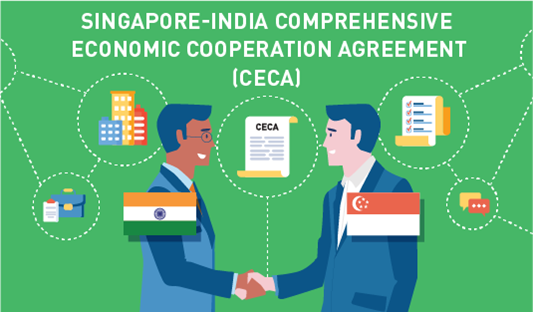 SINGAPORE-INDIA COMPREHENSIVE
ECONOMIC COOPERATION AGREEMENT
(CECA)
CECA